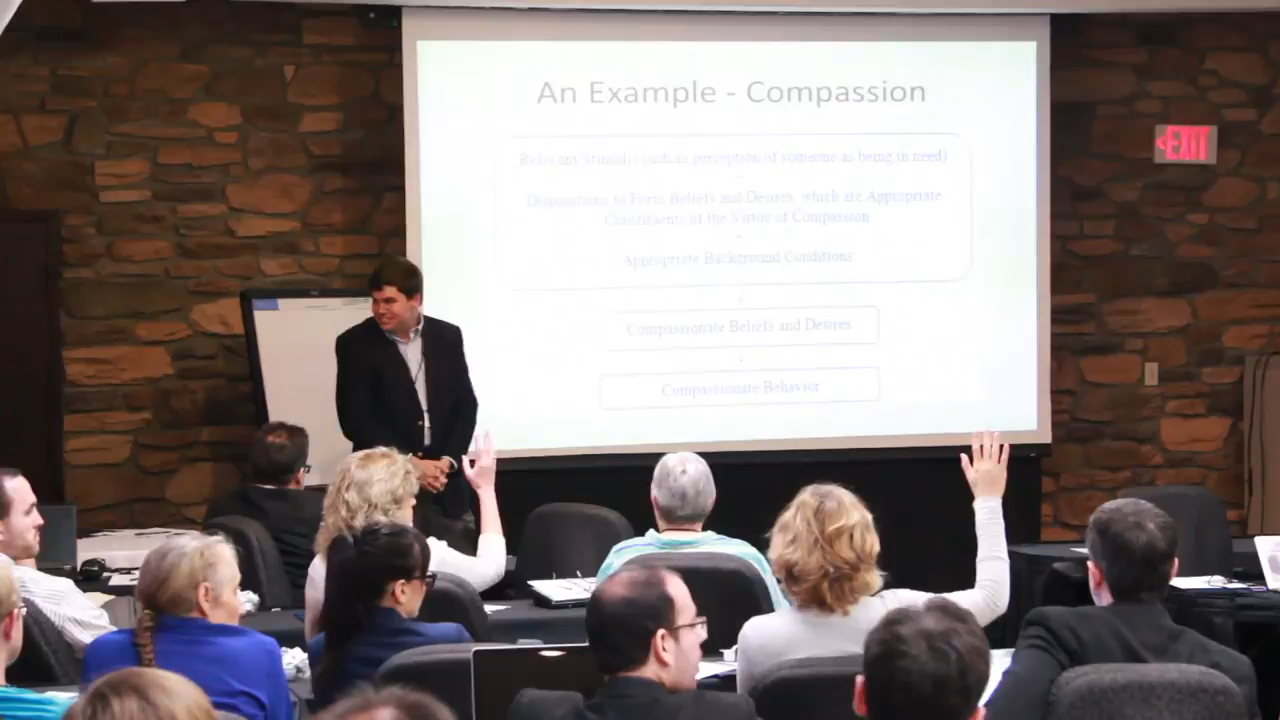 An Example - Compassion
Relevant Stimuli (such as perception of someone as being in need)
Dispositions to Form Beliefs and Desires, which are Appropriate
Constituents of the Virtue of Compassion
Appropriate Background Conditions
Compassionate Beliefs and Desires
Compassionate Behavior
EXIT